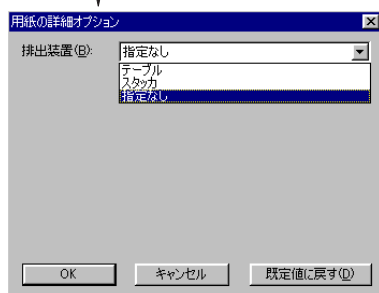 用紙の詳細オプション
排出装置(B): 指定なし
テーブル
スタッカ
指定なし
OK キャンセル 既定値に戻す(D)